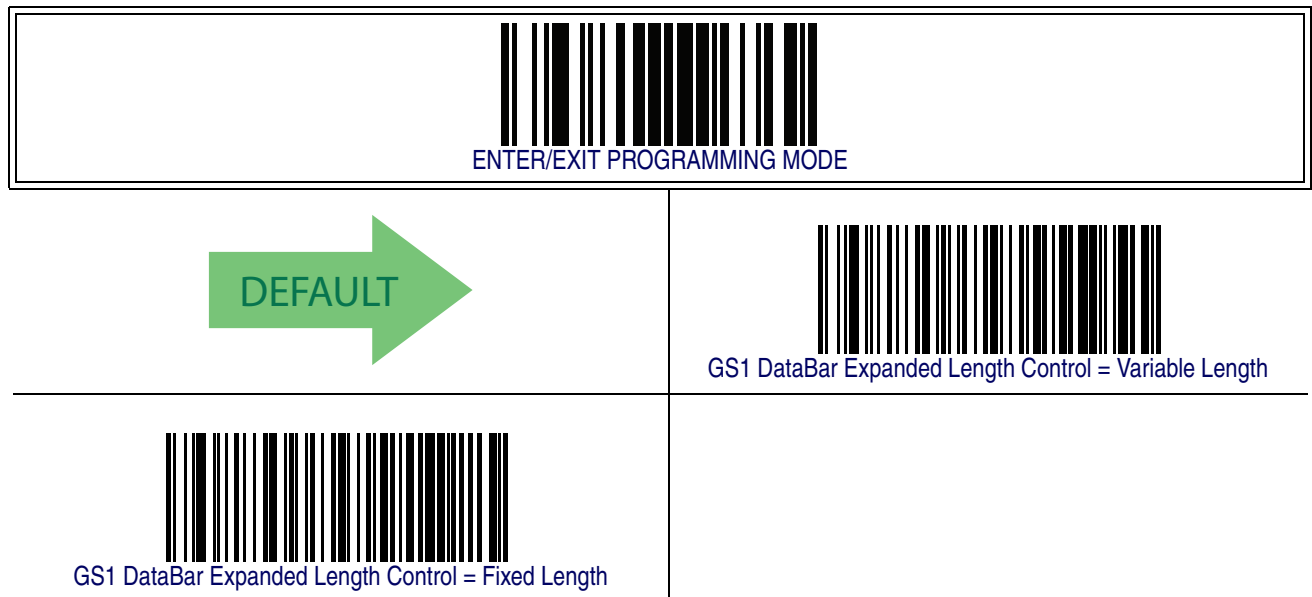 ENTER/EXIT PROGRAMMING MODE
DEFAULT
GS1 DataBar Expanded Length Control = Variable Length
GS1 DataBar Expanded Length Control = Fixed Length